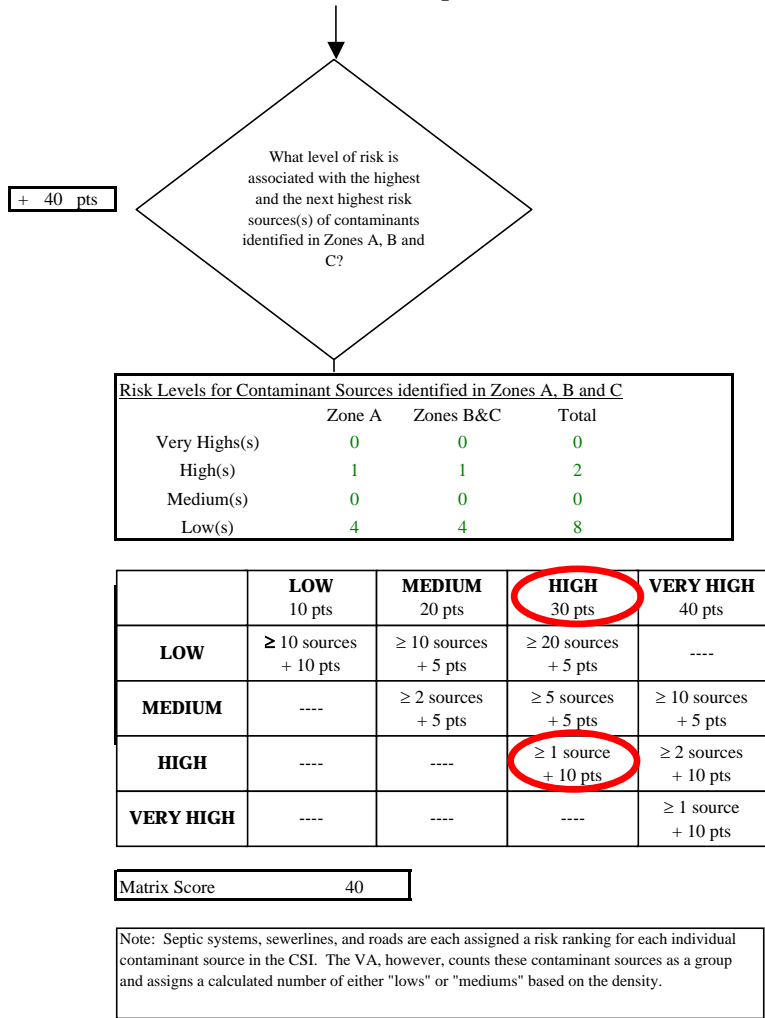 What level of risk is
associated with the highest
and the next highest risk
sources(s) of contaminants
identified in Zones A, B and
C?
+ 40 pts
Risk Levels for Contaminant Sources identified in Zones A, B and C
Zone A Zones B&C Total
Very Highs(s) 0 0 0
High(s) 1 1 2
Medium(s) 0 0 0
Low(s) 4 4 8
LOW MEDIUM HIGH VERY HIGH
10 pts 20 pts 30 pts 40 pts
LOW ≥ 10 sources ≥ 10 sources ≥ 20 sources ----
+ 10 pts + 5 pts + 5 pts
MEDIUM ---- ≥ 2 sources ≥ 5 sources ≥ 10 sources
+ 5 pts + 5 pts + 5 pts
HIGH ---- ---- ≥ 1 source ≥ 2 sources
+ 10 pts + 10 pts
VERY HIGH ---- ---- ---- ≥ 1 source
+ 10 pts
Matrix Score 40
Note: Septic systems, sewerlines, and roads are each assigned a risk ranking for each individual
contaminant source in the CSI. The VA, however, counts these contaminant sources as a group
and assigns a calculated number of either "lows" or "mediums" based on the density.